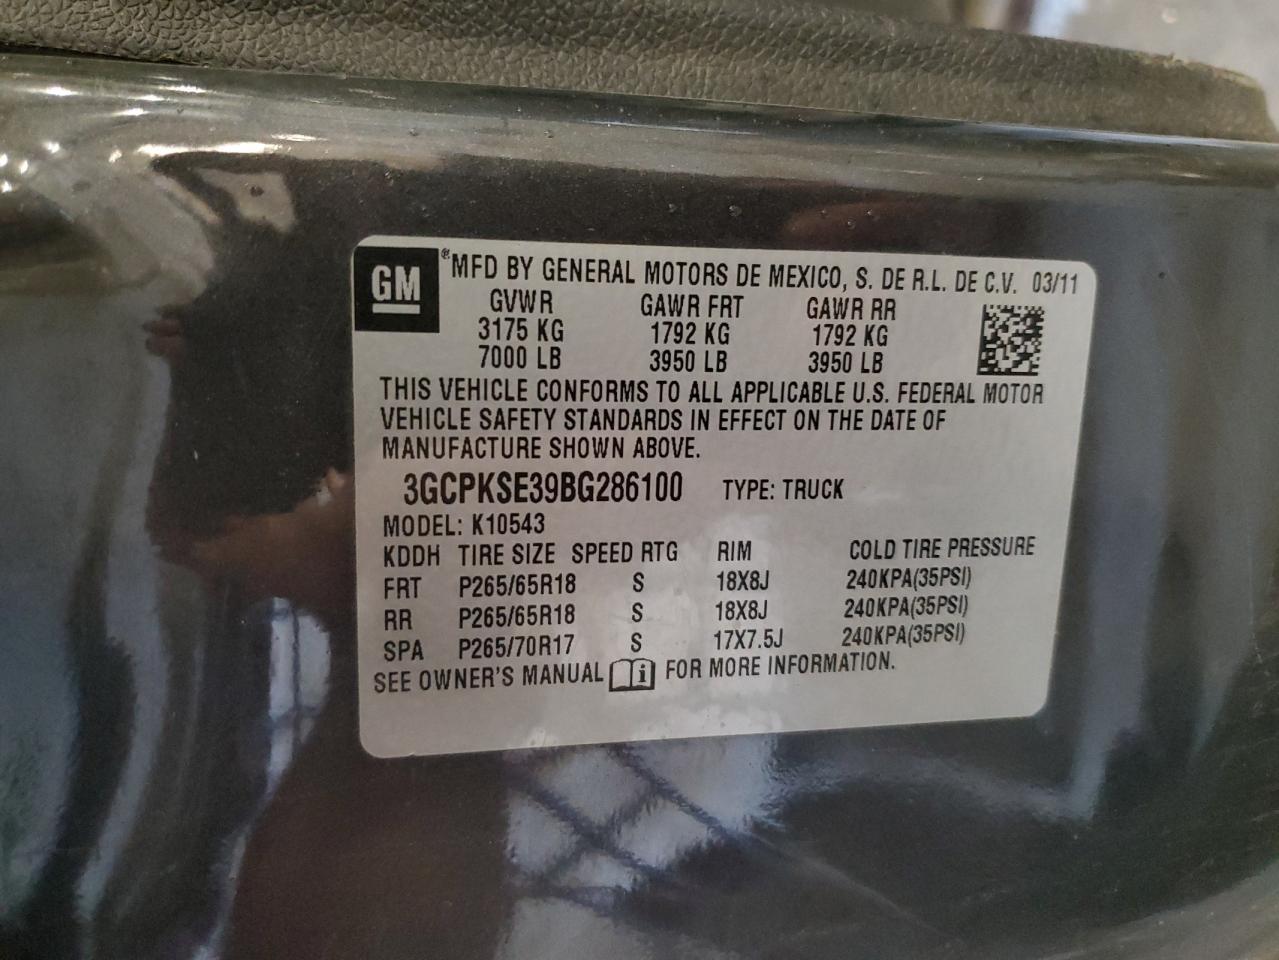 GM ®MFD BY GENERAL MOTORS DE MEXICO, S. DE R.L. DE C.V. 03/11
GVWR GAWR FRT GAWR RR
3175 KG 1792 KG 1792 KG
7000 LB 3950 LB 3950 LB
THIS VEHICLE CONFORMS TO ALL APPLICABLE U.S. FEDERAL MOTOR
VEHICLE SAFETY STANDARDS IN EFFECT ON THE DATE OF
MANUFACTURE SHOWN ABOVE.
3GCPKSE39BG286100 TYPE: TRUCK
MODEL: K10543
KDDH TIRE SIZE SPEED RTG RIM COLD TIRE PRESSURE
FRT P265/65R18 S 18X8J 240KPA(35PSI)
RR P265/65R18 S 18X8J 240KPA(35PSI)
SPA P265/70R17 S 17X7.5J 240KPA(35PSI)
SEE OWNER'S MANUAL i FOR MORE INFORMATION.